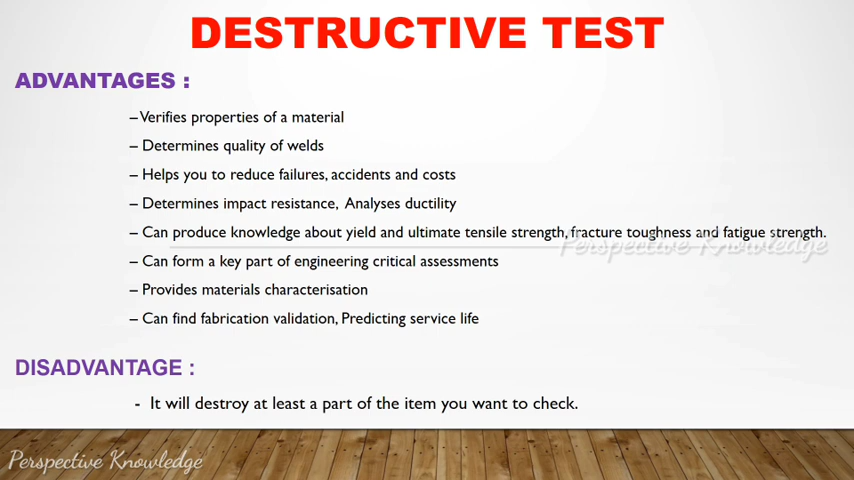 DESTRUCTIVE TEST
ADVANTAGES :
– Verifies properties of a material
– Determines quality of welds
– Helps you to reduce failures, accidents and costs
– Determines impact resistance, Analyses ductility
– Can produce knowledge about yield and ultimate tensile strength, fracture toughness and fatigue strength.
Perspective Knowledge
– Can form a key part of engineering critical assessments
– Provides materials characterisation
– Can find fabrication validation, Predicting service life
DISADVANTAGE :
- It will destroy at least a part of the item you want to check.
Perspective Knowledge